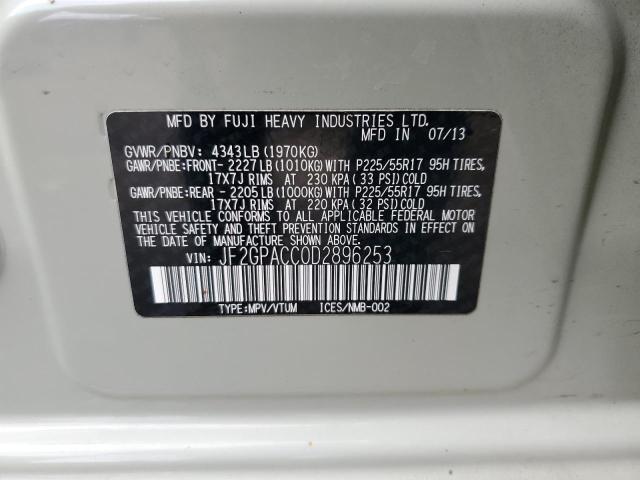 MFD BY FUJI HEAVY INDUSTRIES LTD.
MFD IN 07/13
GVWR/PNBV: 4343LB(1970KG)
GAWR/PNBE:FRONT- 2227LB(1010KG)WITH P225/55R17 95H TIRES,
17X7J RIMS AT 230 KPA(33 PSI)COLD
GAWR/PNBE:REAR - 2205LB(1000KG)WITH P225/55R17 95H TIRES,
17X7J RIMS AT 220 KPA(32 PSI)COLD
THIS VEHICLE CONFORMS TO ALL APPLICABLE FEDERAL MOTOR
VEHICLE SAFETY AND THEFT PREVENTION STANDARDS
IN EFFECT ON THE DATE OF MANUFACTURE SHOWN ABOVE.
VIN: JF2GPACC0D2896253
TYPE:MPV/VTUM ICES/NMB-002